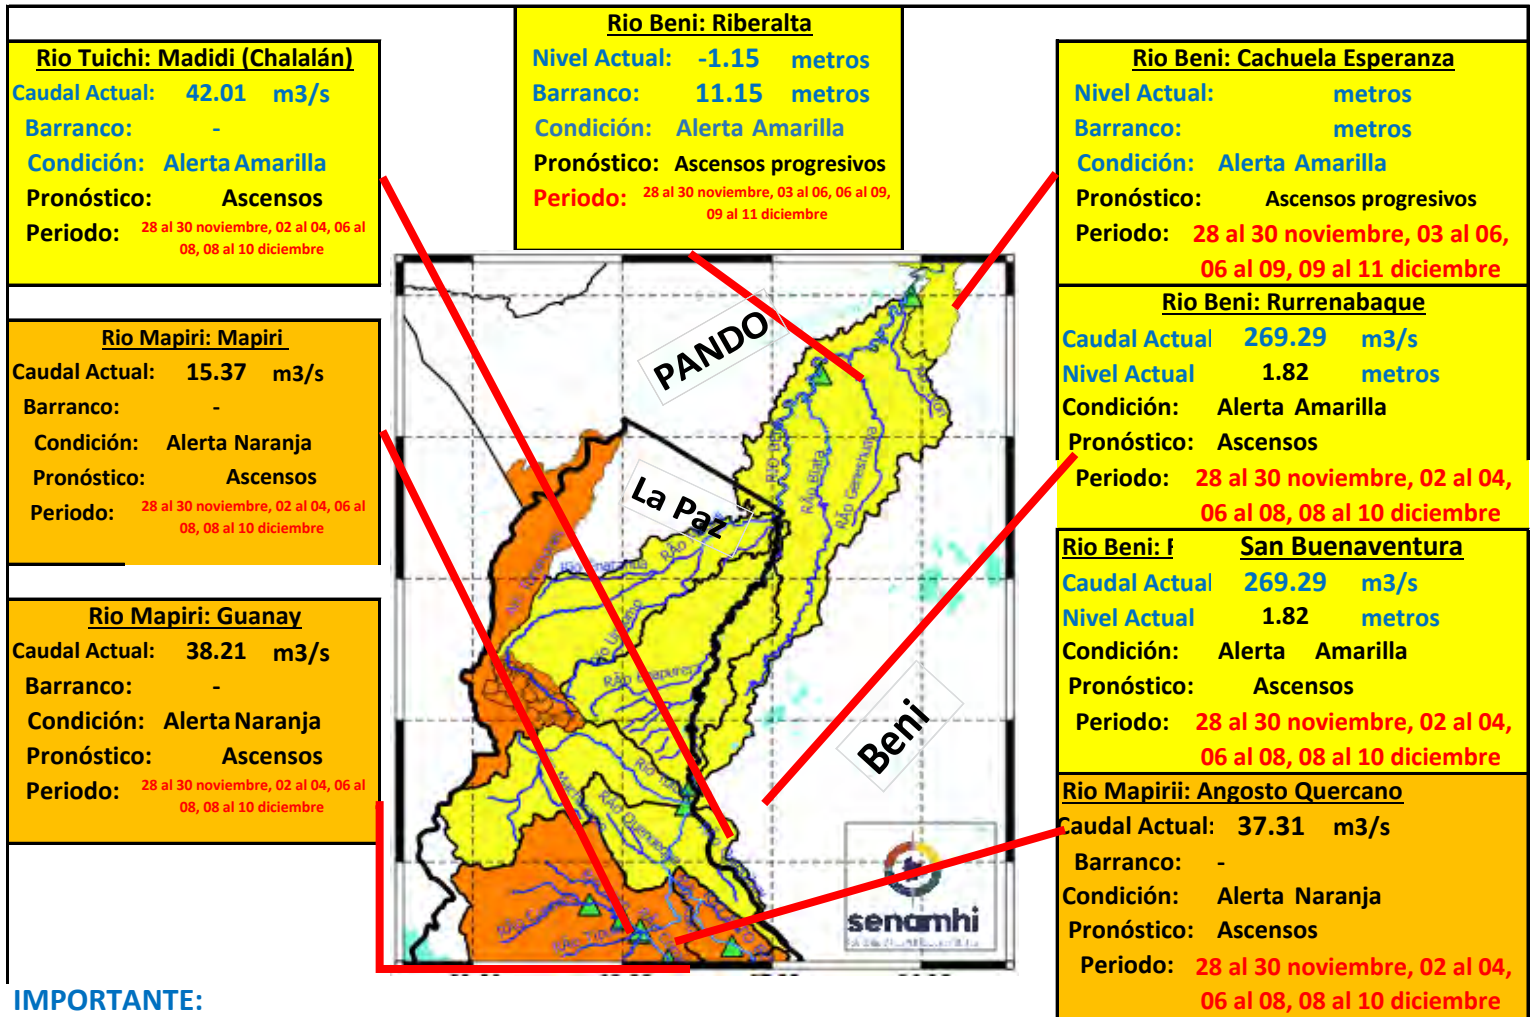 Rio Tuichi: Madidi (Chalalán)
Caudal Actual: 42.01 m3/s
Barranco: -
Condición: Alerta Amarilla
Pronóstico: Ascensos
Periodo: 28 al 30 noviembre, 02 al 04, 06 al
08, 08 al 10 diciembre
Rio Mapiri: Mapiri
Caudal Actual: 15.37 m3/s
Barranco: -
Condición: Alerta Naranja
Pronóstico: Ascensos
Periodo: 28 al 30 noviembre, 02 al 04, 06 al
08, 08 al 10 diciembre
Rio Mapiri: Guanay
Caudal Actual: 38.21 m3/s
Barranco: -
Condición: Alerta Naranja
Pronóstico: Ascensos
Periodo: 28 al 30 noviembre, 02 al 04, 06 al
08, 08 al 10 diciembre
Rio Beni: Riberalta
Nivel Actual: -1.15 metros
Barranco: 11.15 metros
Condición: Alerta Amarilla
Pronóstico: Ascensos progresivos
Periodo: 28 al 30 noviembre, 03 al 06, 06 al 09,
09 al 11 diciembre
PANDO
La Paz
Beni
RÃo Biata
RÃo Gereshuiva
senamhi
Rio Beni: Cachuela Esperanza
Nivel Actual: metros
Barranco: metros
Condición: Alerta Amarilla
Pronóstico: Ascensos progresivos
Periodo: 28 al 30 noviembre, 03 al 06,
06 al 09, 09 al 11 diciembre
Rio Beni: Rurrenabaque
Caudal Actual 269.29 m3/s
Nivel Actual 1.82 metros
Condición: Alerta Amarilla
Pronóstico: Ascensos
Periodo: 28 al 30 noviembre, 02 al 04,
06 al 08, 08 al 10 diciembre
Rio Beni: San Buenaventura
Caudal Actual 269.29 m3/s
Nivel Actual 1.82 metros
Condición: Alerta Amarilla
Pronóstico: Ascensos
Periodo: 28 al 30 noviembre, 02 al 04,
06 al 08, 08 al 10 diciembre
Rio Mapirii: Angosto Quercano
Caudal Actual: 37.31 m3/s
Barranco: -
Condición: Alerta Naranja
Pronóstico: Ascensos
Periodo: 28 al 30 noviembre, 02 al 04,
06 al 08, 08 al 10 diciembre
IMPORTANTE: